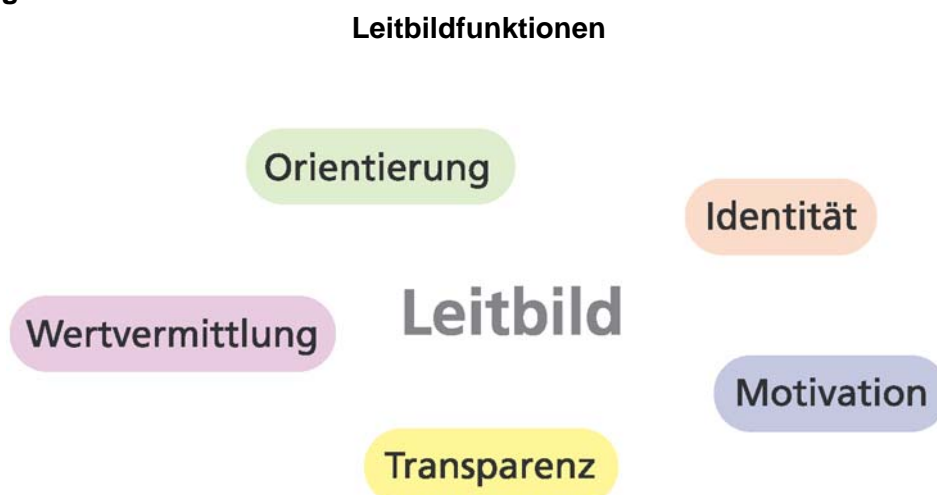 g
Leitbildfunktionen
Orientierung
Identität
Leitbild
Wertvermittlung
Motivation
Transparenz